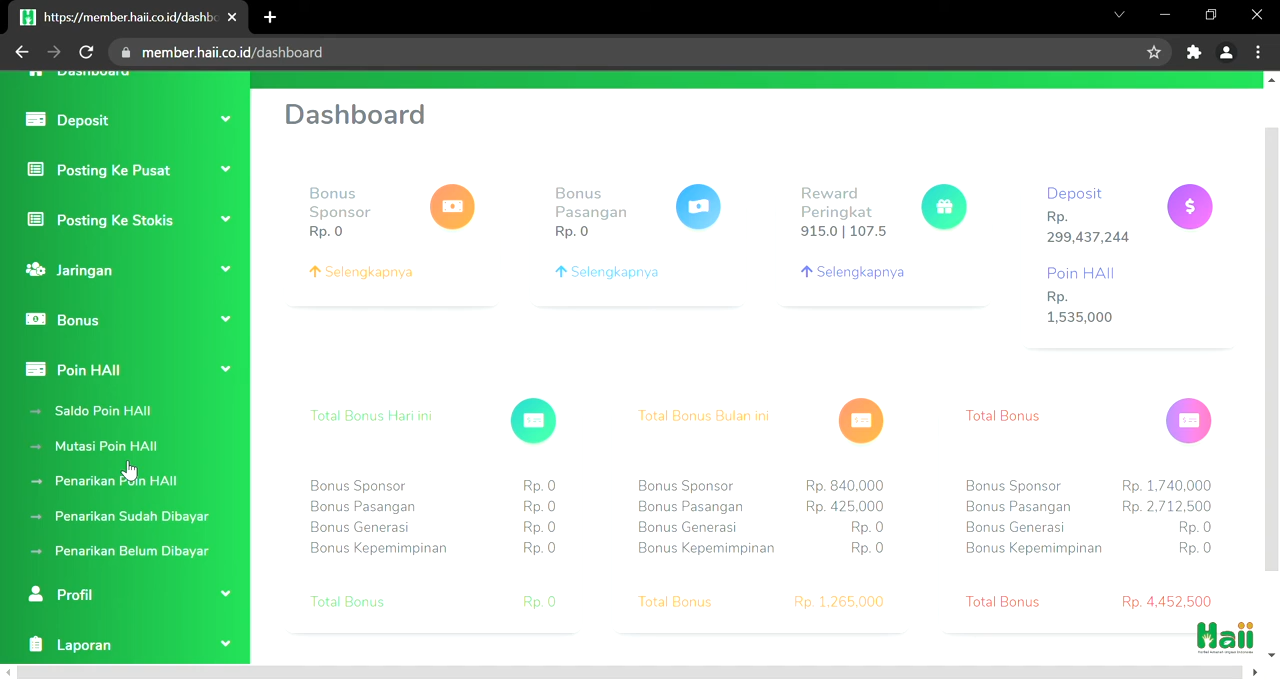 https://member.haii.co.id/dashbo
member.haii.co.id/dashboard
Dashboard
Deposit
Posting Ke Pusat
Posting Ke Stokis
Jaringan
Bonus
Poin HAII
Saldo Poin HAII
Mutasi Poin HAII
Penarikan Poin HAII
Penarikan Sudah Dibayar
Penarikan Belum Dibayar
Profil
Laporan
Dashboard
Bonus
Sponsor
Rp. 0
Selengkapnya
Bonus
Pasangan
Rp. 0
Selengkapnya
Reward
Peringkat
915.0 | 107.5
Selengkapnya
Deposit
Rp.
299,437,244
Poin HAII
Rp.
1,535,000
Total Bonus Hari ini
Bonus Sponsor Rp. 0
Bonus Pasangan Rp. 0
Bonus Generasi Rp. 0
Bonus Kepemimpinan Rp. 0
Total Bonus Rp. 0
Total Bonus Bulan ini
Bonus Sponsor Rp. 840,000
Bonus Pasangan Rp. 425,000
Bonus Generasi Rp. 0
Bonus Kepemimpinan Rp. 0
Total Bonus Rp. 1,265,000
Total Bonus
Bonus Sponsor Rp. 1,740,000
Bonus Pasangan Rp. 2,712,500
Bonus Generasi Rp. 0
Bonus Kepemimpinan Rp. 0
Total Bonus Rp. 4,452,500
Haii